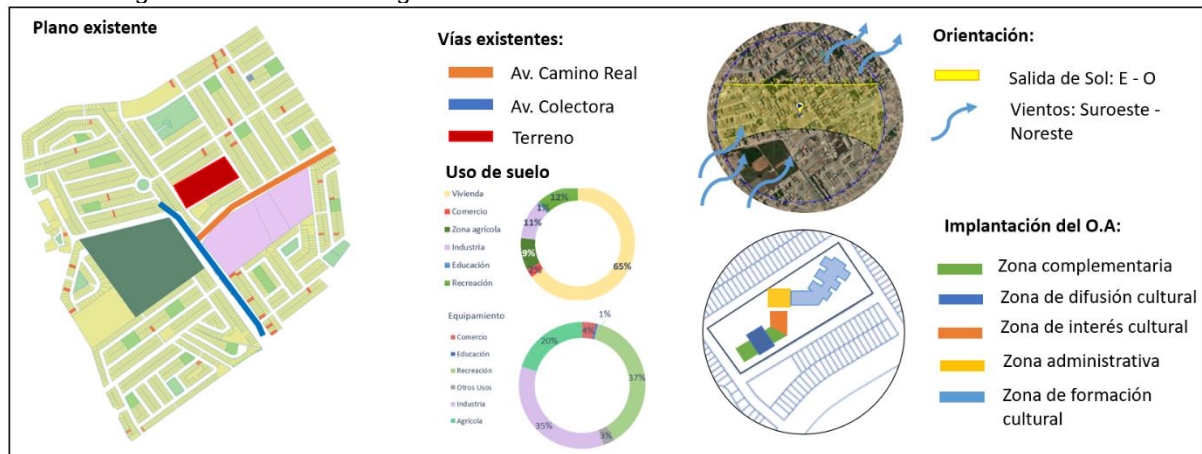 Plano existente
Vías existentes:
Av. Camino Real
Av. Colectora
Terreno
Uso de suelo
Vivienda
Comercio
Zona agrícola
Industria
Educación
Recreación
12%
1%
11%
9%
2%
65%
Equipamiento
Comercio
Educación
Recreación
Otros Usos
Industria
Agrícola
1%
4%
20%
37%
35%
3%
Orientación:
Salida de Sol: E - O
Vientos: Suroeste -
Noreste
Implantación del O.A:
Zona complementaria
Zona de difusión cultural
Zona de interés cultural
Zona administrativa
Zona de formación
cultural